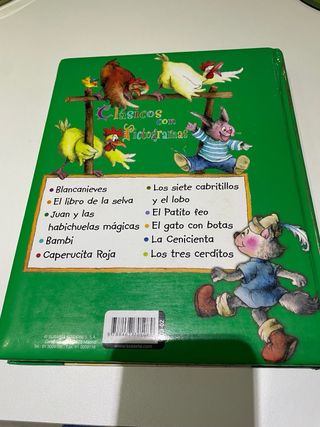 Clásicos
con
Pictogramas
Blancanieves
El libro de la selva
Juan y las
habichuelas mágicas
Bambi
Caperucita Roja
Los siete cabritillos
y el lobo
El Patito feo
El gato con botas
La Cenicienta
Los tres cerditos